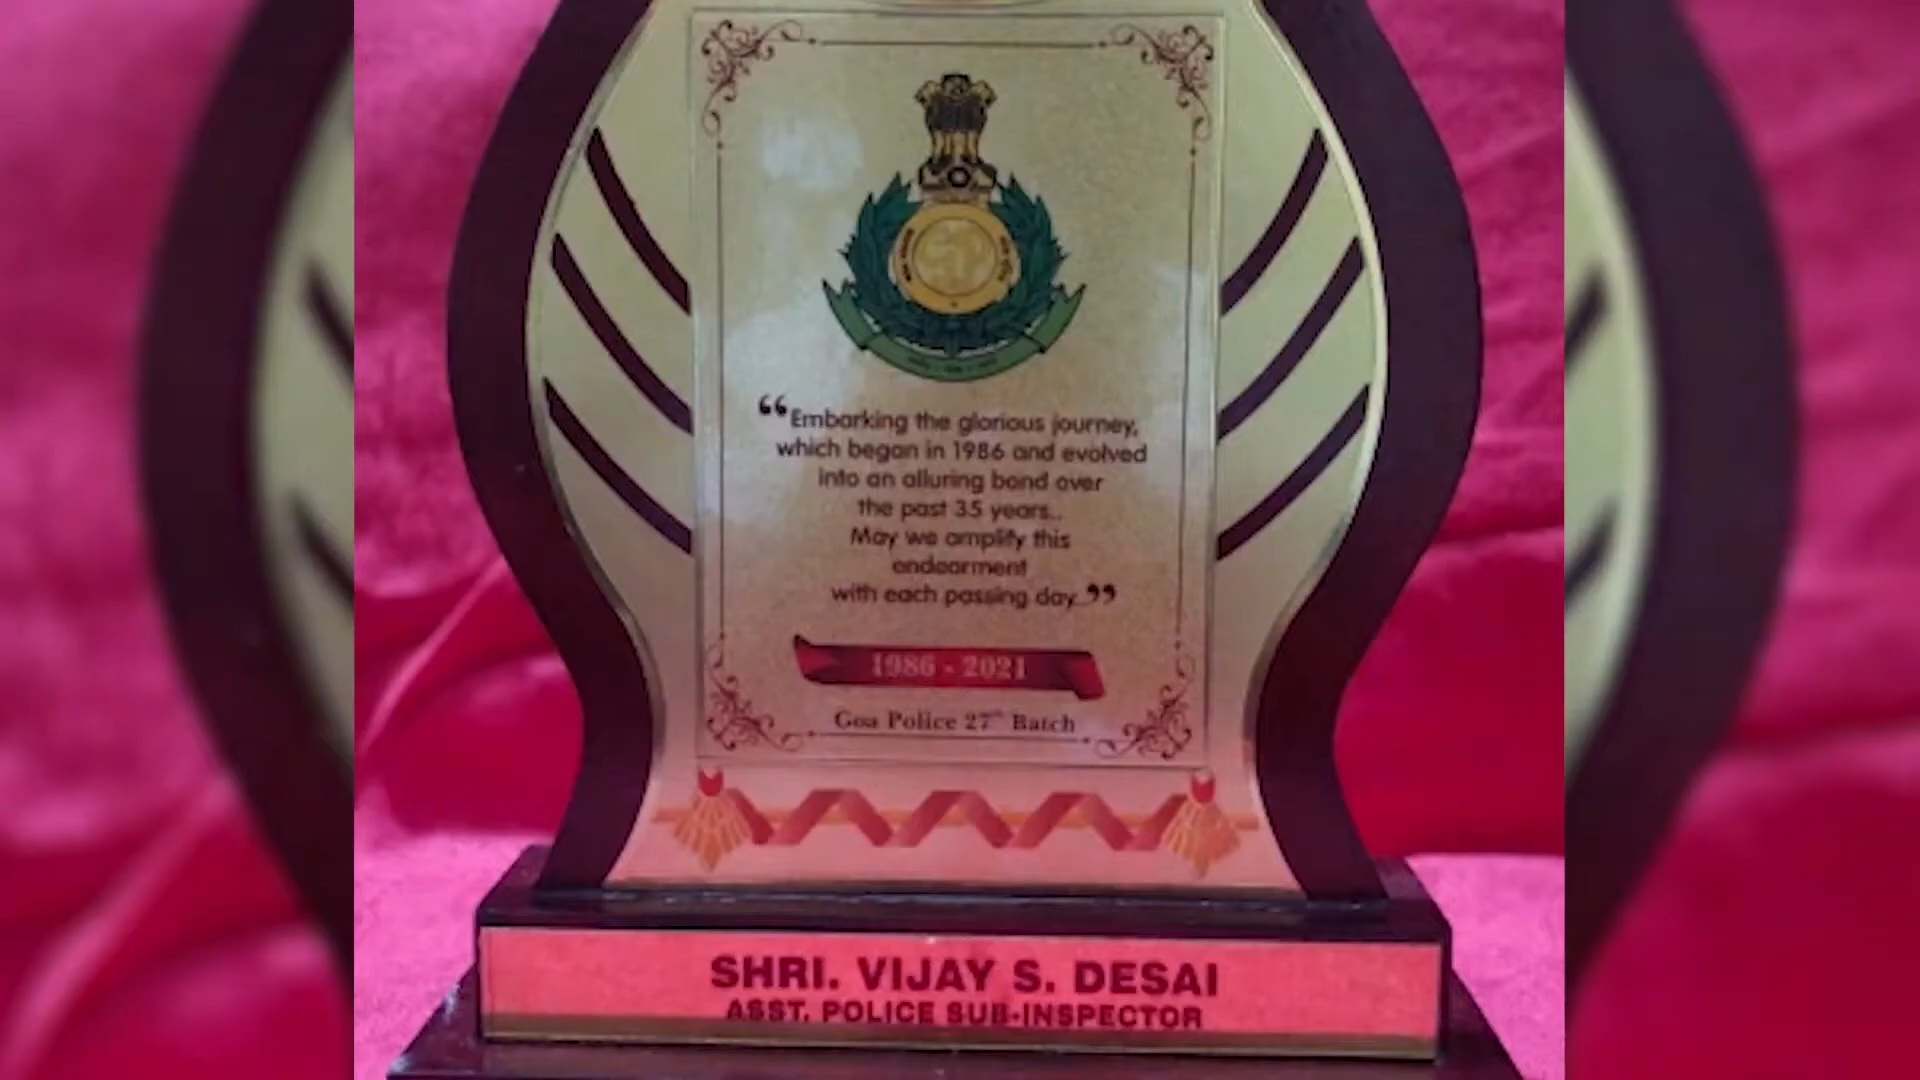 “Embarking the glorious journey,
which began in 1986 and evolved
into an alluring bond over
the past 35 years..
May we amplify this
endearment
with each passing day..”
1986 - 2021
Goa Police 27th Batch
SHRI. VIJAY S. DESAI
ASST. POLICE SUB-INSPECTOR